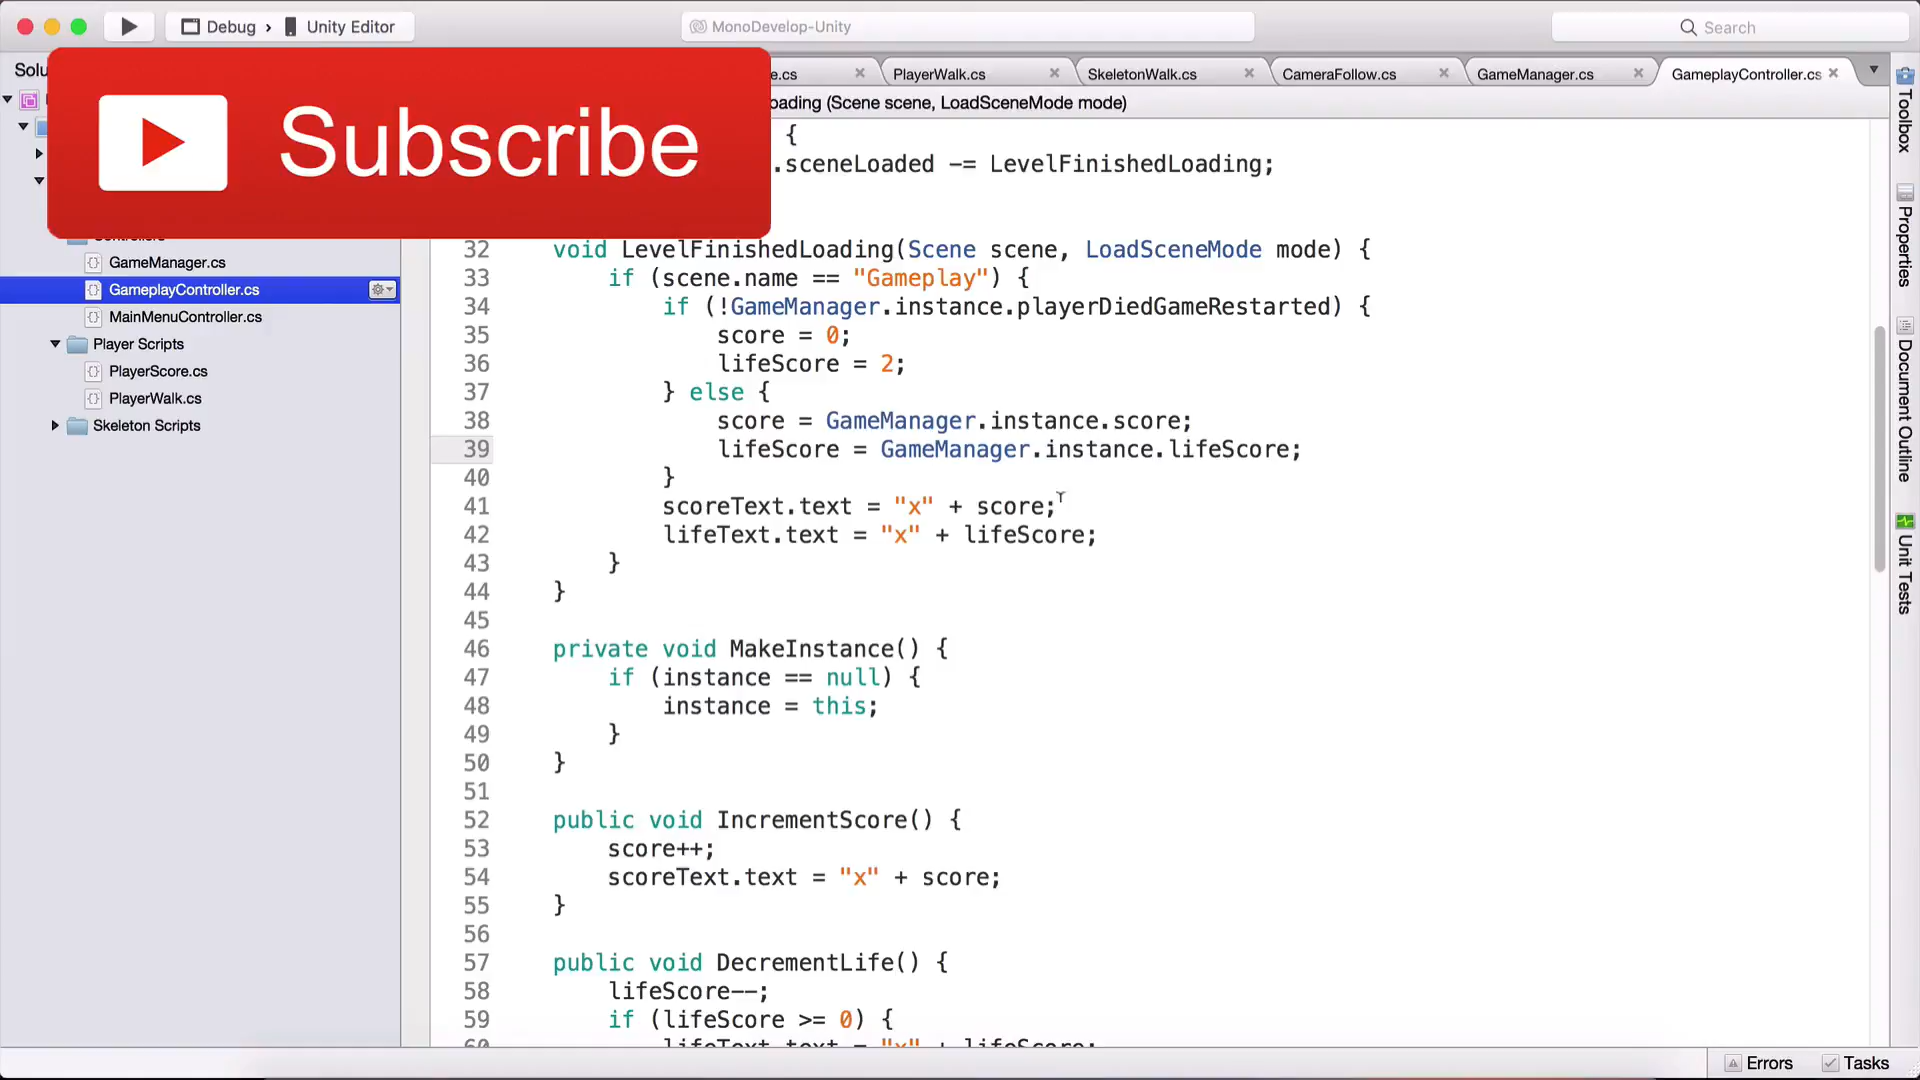 Debug › Unity Editor
MonoDevelop-Unity
Search
Subscribe
e.cs
PlayerWalk.cs
SkeletonWalk.cs
CameraFollow.cs
GameManager.cs
GameplayController.cs
Solu
oading (Scene scene, LoadSceneMode mode)
GameManager.cs
GameplayController.cs
MainMenuController.cs
Player Scripts
PlayerScore.cs
PlayerWalk.cs
Skeleton Scripts
{
.sceneLoaded -= LevelFinishedLoading;
32 void LevelFinishedLoading(Scene scene, LoadSceneMode mode) {
33 if (scene.name == "Gameplay") {
34 if (!GameManager.instance.playerDiedGameRestarted) {
35 score = 0;
36 lifeScore = 2;
37 } else {
38 score = GameManager.instance.score;
39 lifeScore = GameManager.instance.lifeScore;
40 }
41 scoreText.text = "x" + score;
42 lifeText.text = "x" + lifeScore;
43 }
44 }
45
46 private void MakeInstance() {
47 if (instance == null) {
48 instance = this;
49 }
50 }
51
52 public void IncrementScore() {
53 score++;
54 scoreText.text = "x" + score;
55 }
56
57 public void DecrementLife() {
58 lifeScore--;
59 if (lifeScore >= 0) {
60 lifeText.text = "x" + lifeScore;
Toolbox
Properties
Document Outline
Unit Tests
Errors
Tasks